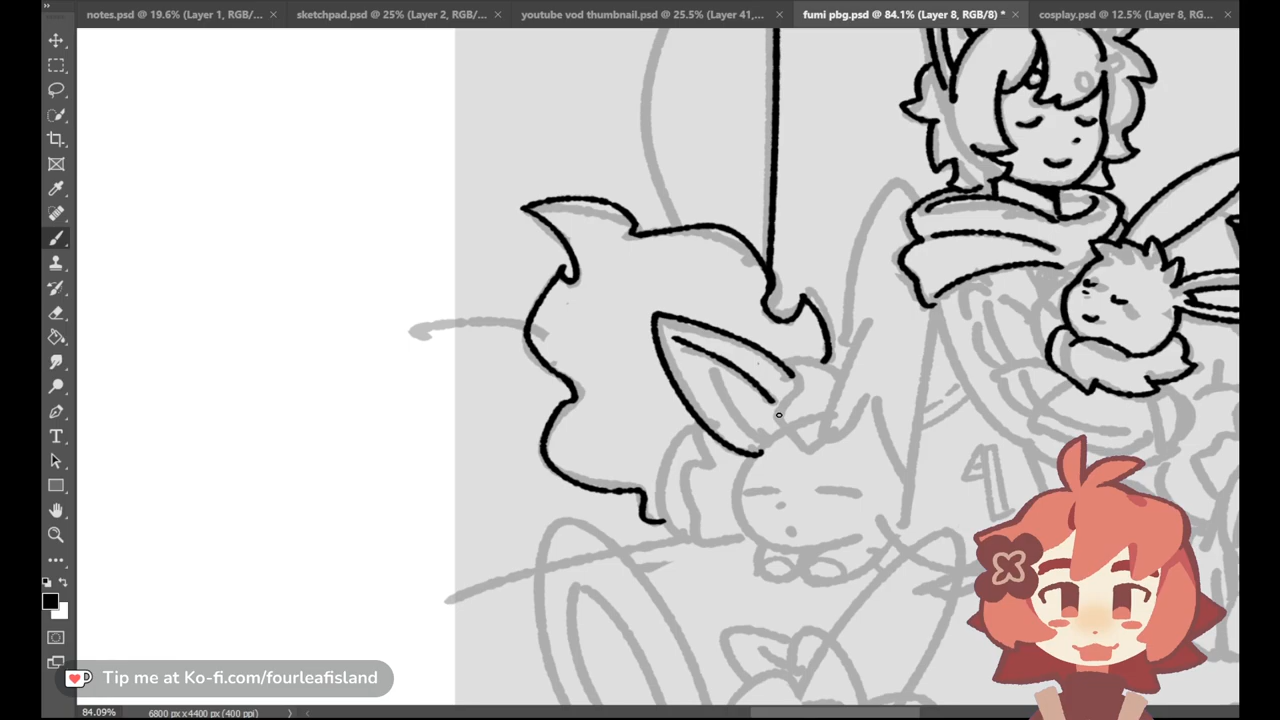 notes.psd @ 19.6% (Layer 1, RGB/...
sketchpad.psd @ 25% (Layer 2, RGB/...
youtube vod thumbnail.psd @ 25.5% (Layer 41,...
fumi pbg.psd @ 84.1% (Layer 8, RGB/8) *
cosplay.psd @ 12.5% (Layer 8, RG...
1
Tip me at Ko-fi.com/fourleafisland
84.09%
6800 px x 4400 px (400 ppi)